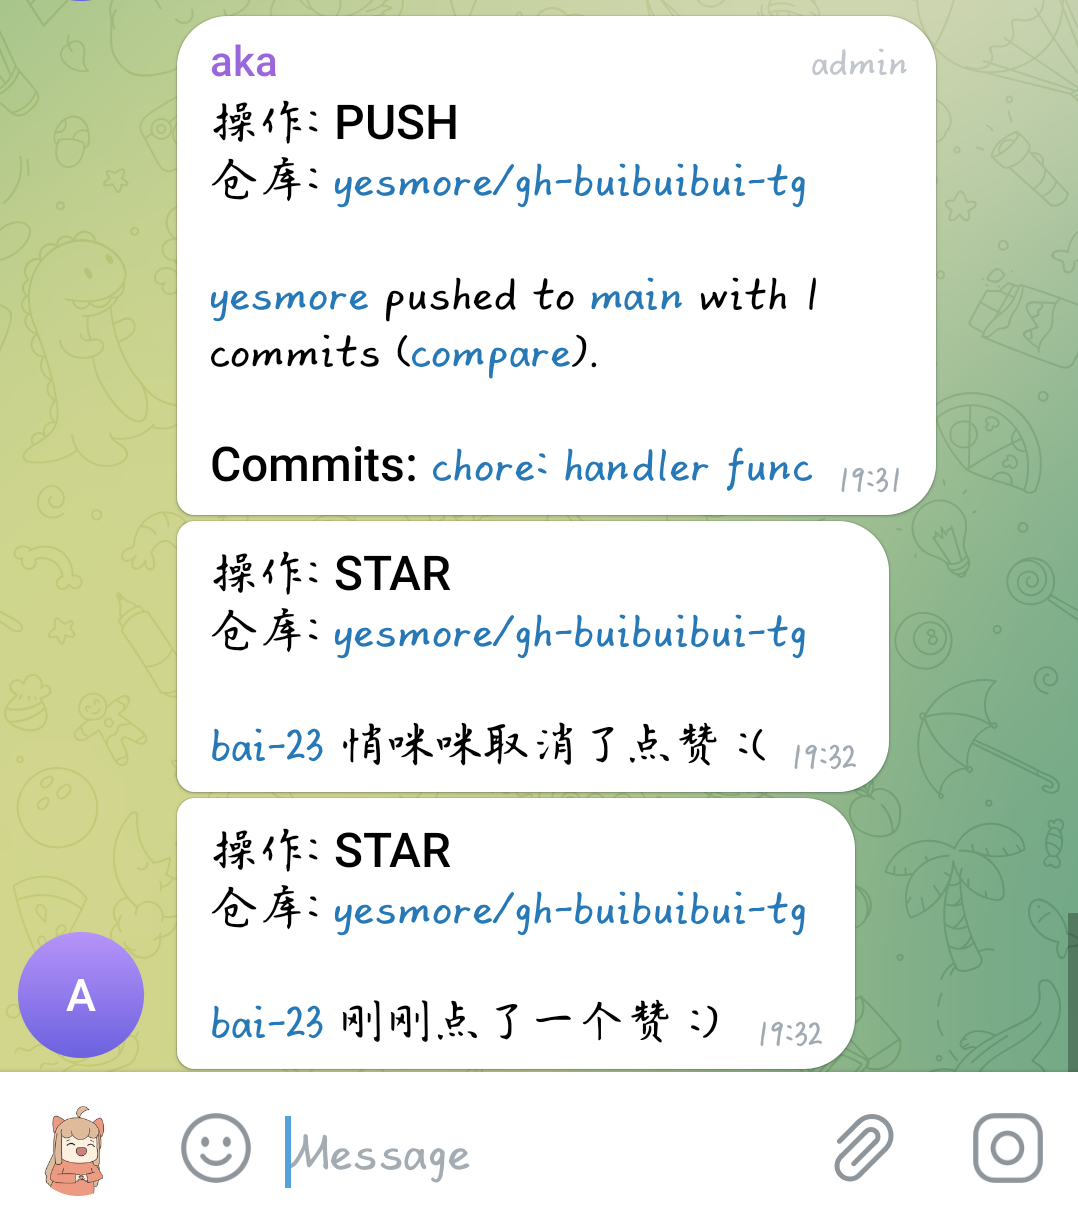 aka admin
操作: PUSH
仓库: yesmore/gh-buibuibui-tg
yesmore pushed to main with 1
commits (compare).
Commits: chore: handler func 19:31
操作: STAR
仓库: yesmore/gh-buibuibui-tg
bai-23 悄咪咪取消了点赞 :( 19:32
操作: STAR
仓库: yesmore/gh-buibuibui-tg
bai-23 刚刚点了一个赞 :) 19:32
A
Message